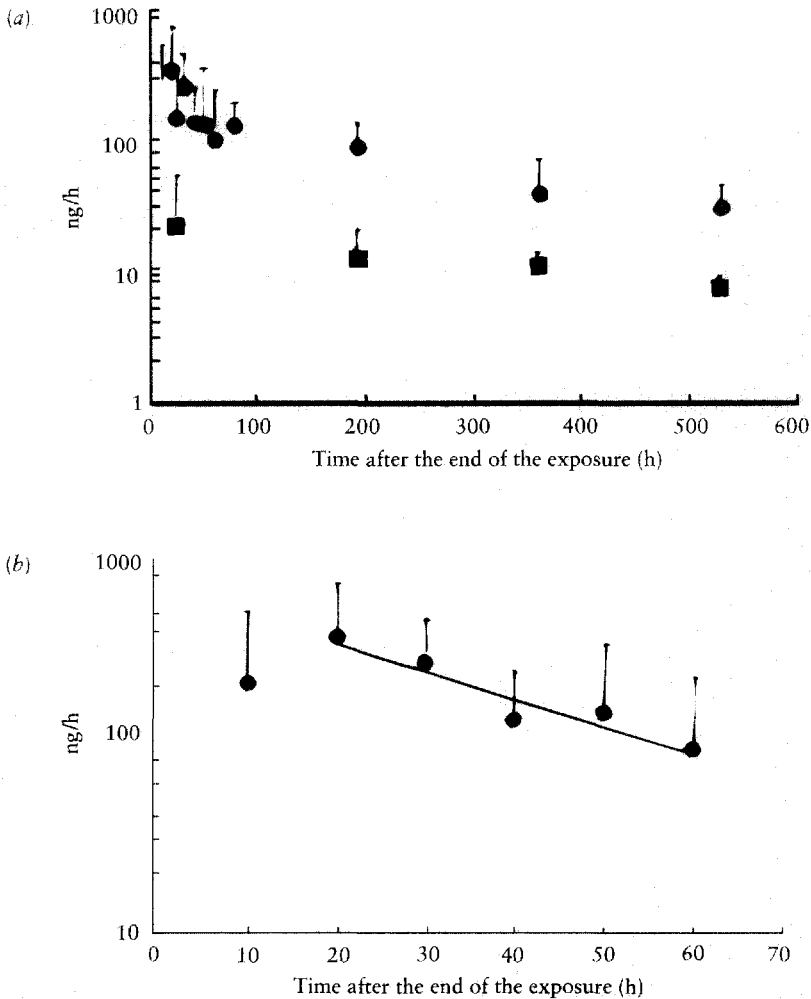 (a)
1000
100
ng/h
10
1
0 100 200 300 400 500 600
Time after the end of the exposure (h)
(b)
1000
ng/h
100
10
0 10 20 30 40 50 60 70
Time after the end of the exposure (h)